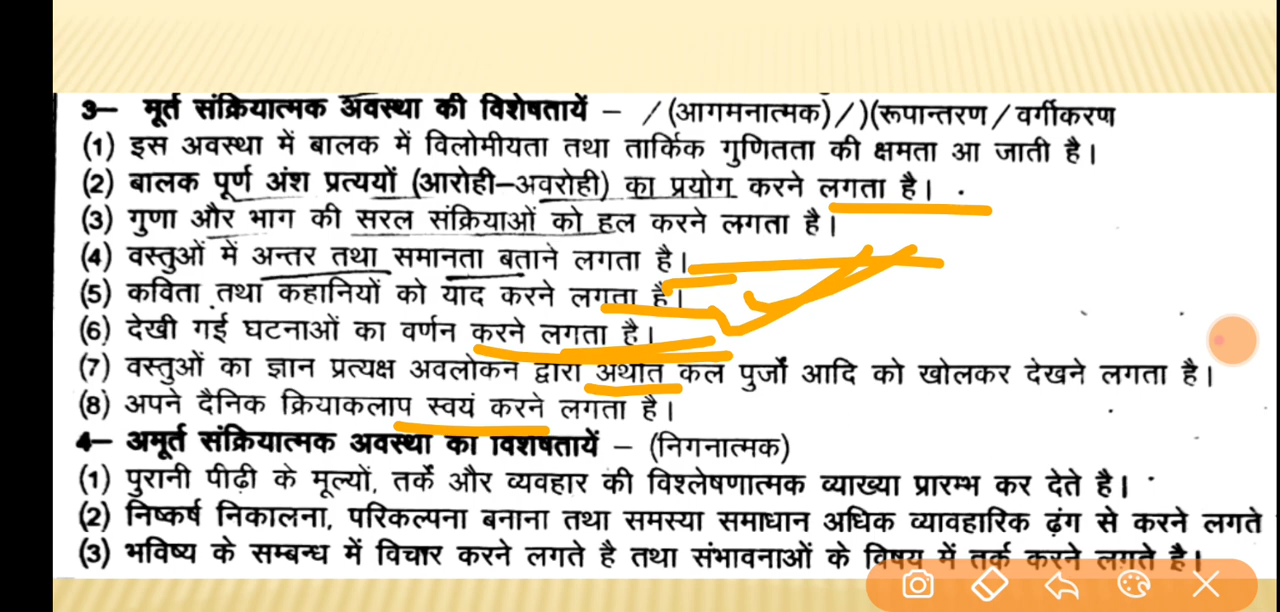 3– मूर्त संक्रियात्मक अवस्था की विशेषतायें – / (आगमनात्मक) / )(रूपान्तरण / वर्गीकरण
(1) इस अवस्था में बालक में विलोमीयता तथा तार्किक गुणितता की क्षमता आ जाती है।
(2) बालक पूर्ण अंश प्रत्ययों (आरोही–अवरोही) का प्रयोग करने लगता है।
(3) गुणा और भाग की सरल संक्रियाओं को हल करने लगता है।
(4) वस्तुओं में अन्तर तथा समानता बताने लगता है।
(5) कविता तथा कहानियों को याद करने लगता है।
(6) देखी गई घटनाओं का वर्णन करने लगता है।
(7) वस्तुओं का ज्ञान प्रत्यक्ष अवलोकन द्वारा अर्थात कल पुर्जों आदि को खोलकर देखने लगता है।
(8) अपने दैनिक क्रियाकलाप स्वयं करने लगता है।
4– अमूर्त संक्रियात्मक अवस्था की विशेषतायें – (निगनात्मक)
(1) पुरानी पीढ़ी के मूल्यों, तर्कें और व्यवहार की विश्लेषणात्मक व्याख्या प्रारम्भ कर देते है।
(2) निष्कर्ष निकालना, परिकल्पना बनाना तथा समस्या समाधान अधिक व्यावहारिक ढ़ंग से करने लगते
(3) भविष्य के सम्बन्ध में विचार करने लगते है तथा संभावनाओं के विषय में तर्क करने लगते है।